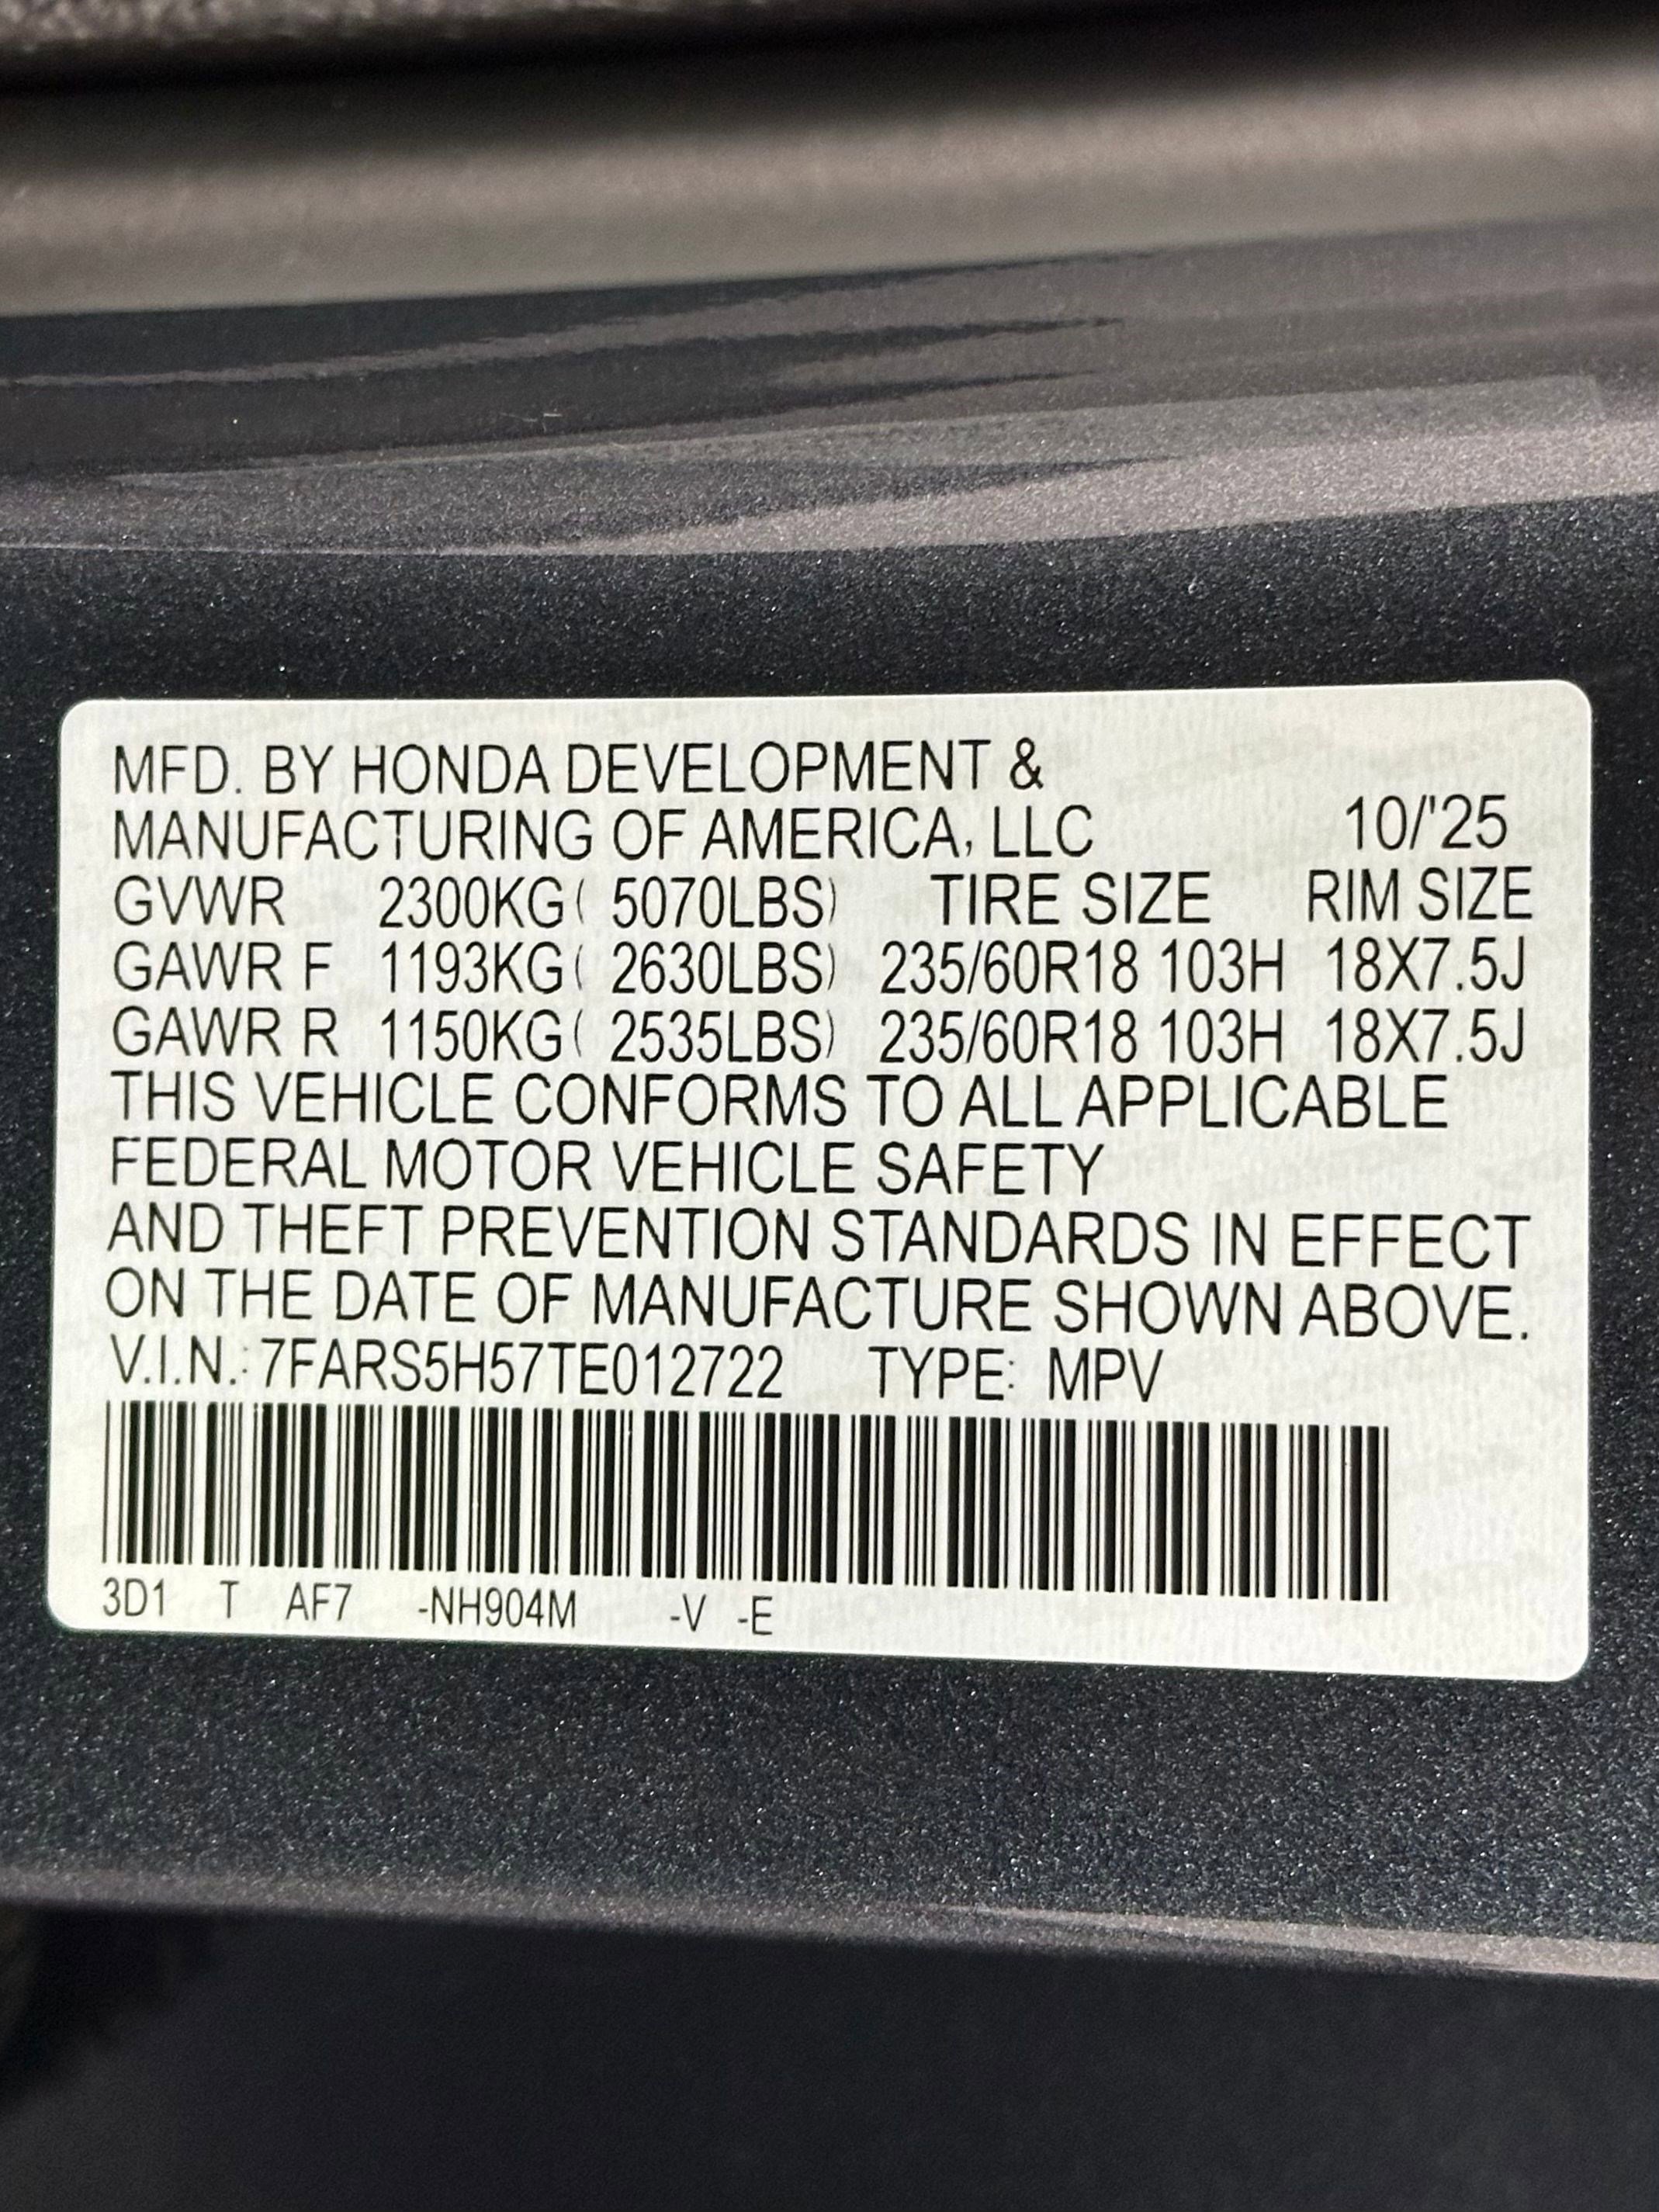 MFD. BY HONDA DEVELOPMENT &
MANUFACTURING OF AMERICA, LLC 10/'25
GVWR 2300KG( 5070LBS) TIRE SIZE RIM SIZE
GAWR F 1193KG( 2630LBS) 235/60R18 103H 18X7.5J
GAWR R 1150KG( 2535LBS) 235/60R18 103H 18X7.5J
THIS VEHICLE CONFORMS TO ALL APPLICABLE
FEDERAL MOTOR VEHICLE SAFETY
AND THEFT PREVENTION STANDARDS IN EFFECT
ON THE DATE OF MANUFACTURE SHOWN ABOVE.
V.I.N.: 7FARS5H57TE012722 TYPE: MPV
3D1 T AF7 -NH904M -V -E